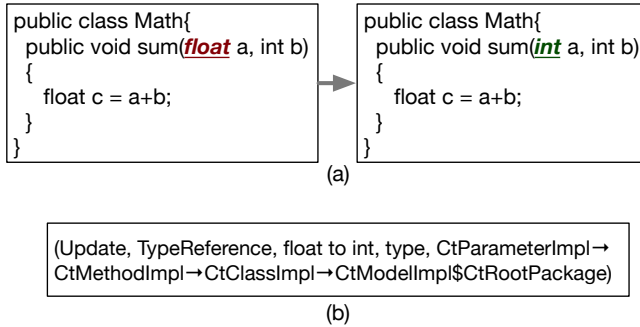 public class Math{
public void sum(float a, int b)
{
float c = a+b;
}
}
public class Math{
public void sum(int a, int b)
{
float c = a+b;
}
}
(a)
(Update, TypeReference, float to int, type, CtParameterImpl→
CtMethodImpl→CtClassImpl→CtModelImpl$CtRootPackage)
(b)